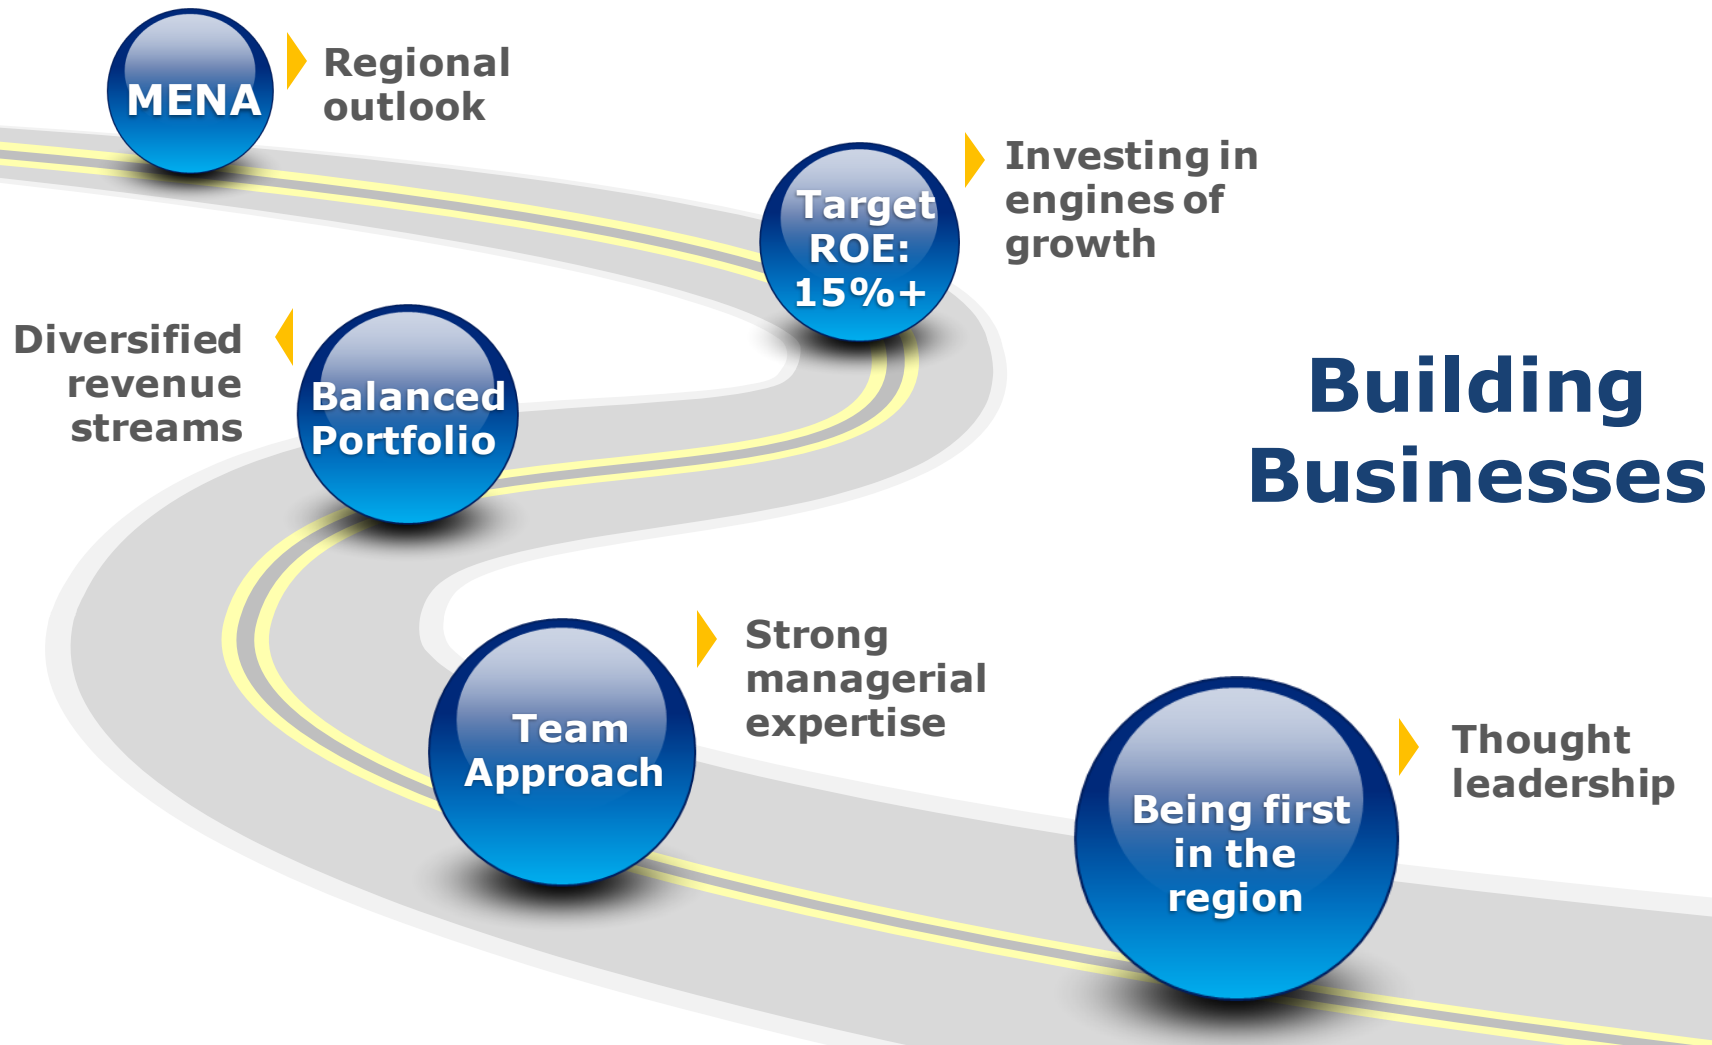 MENA
Regional
outlook
Target
ROE:
15%+
Investing in
engines of
growth
Diversified
revenue
streams
Balanced
Portfolio
Building
Businesses
Team
Approach
Strong
managerial
expertise
Being first
in the
region
Thought
leadership